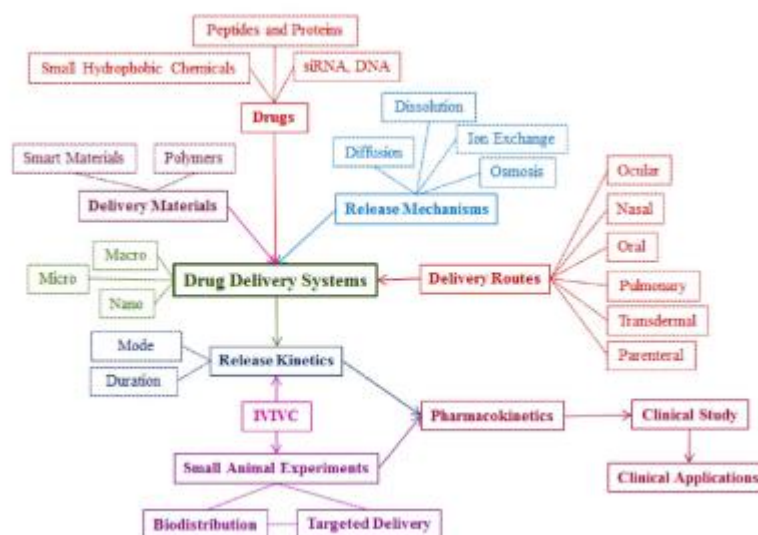 Peptides and Proteins
Small Hydrophobic Chemicals
siRNA, DNA
Drugs
Dissolution
Ion Exchange
Diffusion
Osmosis
Release Mechanisms
Smart Materials
Polymers
Delivery Materials
Ocular
Nasal
Oral
Pulmonary
Transdermal
Parenteral
Delivery Routes
Macro
Micro
Nano
Drug Delivery Systems
Mode
Duration
Release Kinetics
IVIVC
Pharmacokinetics
Clinical Study
Clinical Applications
Small Animal Experiments
Biodistribution
Targeted Delivery